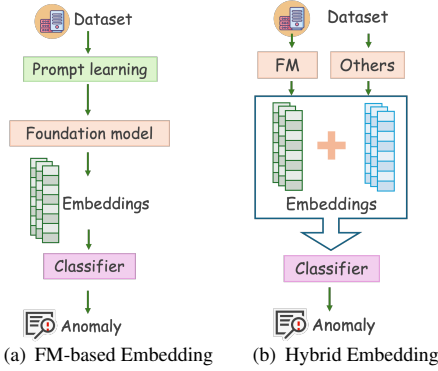 Dataset
Prompt learning
Foundation model
Embeddings
Classifier
Anomaly
(a) FM-based Embedding
Dataset
FM
Others
Embeddings
Classifier
Anomaly
(b) Hybrid Embedding